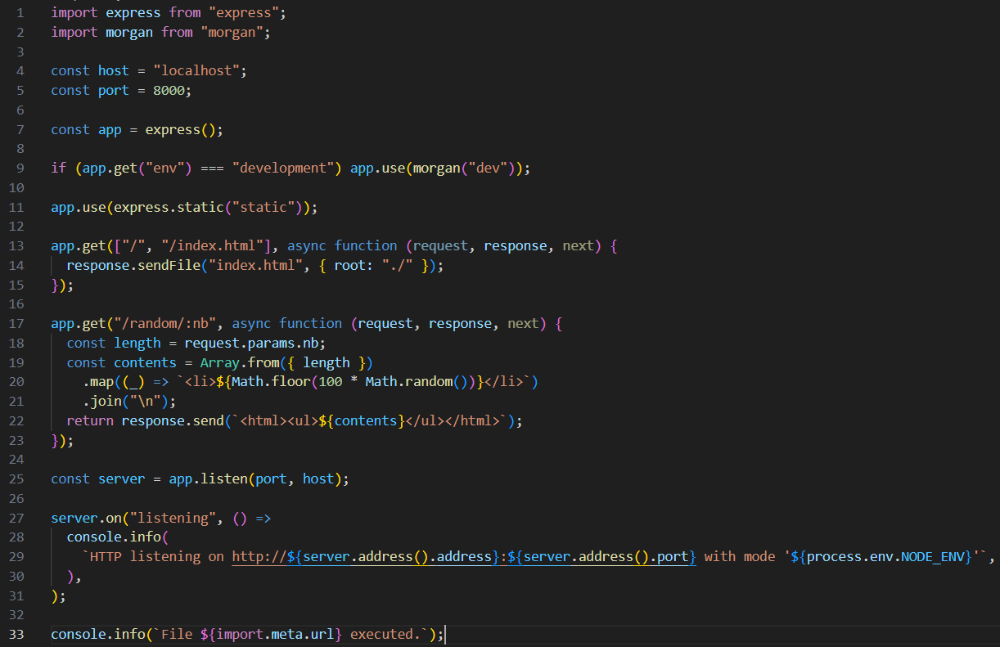 1 import express from "express";
2 import morgan from "morgan";
3
4 const host = "localhost";
5 const port = 8000;
6
7 const app = express();
8
9 if (app.get("env") === "development") app.use(morgan("dev"));
10
11 app.use(express.static("static"));
12
13 app.get(["/", "/index.html"], async function (request, response, next) {
14   response.sendFile("index.html", { root: "./" });
15 });
16
17 app.get("/random/:nb", async function (request, response, next) {
18   const length = request.params.nb;
19   const contents = Array.from({ length })
20     .map((_) => `<li>${Math.floor(100 * Math.random())}</li>`)
21     .join("\n");
22   return response.send(`<html><ul>${contents}</ul></html>`);
23 });
24
25 const server = app.listen(port, host);
26
27 server.on("listening", () =>
28   console.info(
29     `HTTP listening on http://${server.address().address}:${server.address().port} with mode '${process.env.NODE_ENV}'`,
30   ),
31 );
32
33 console.info(`File ${import.meta.url} executed.`);